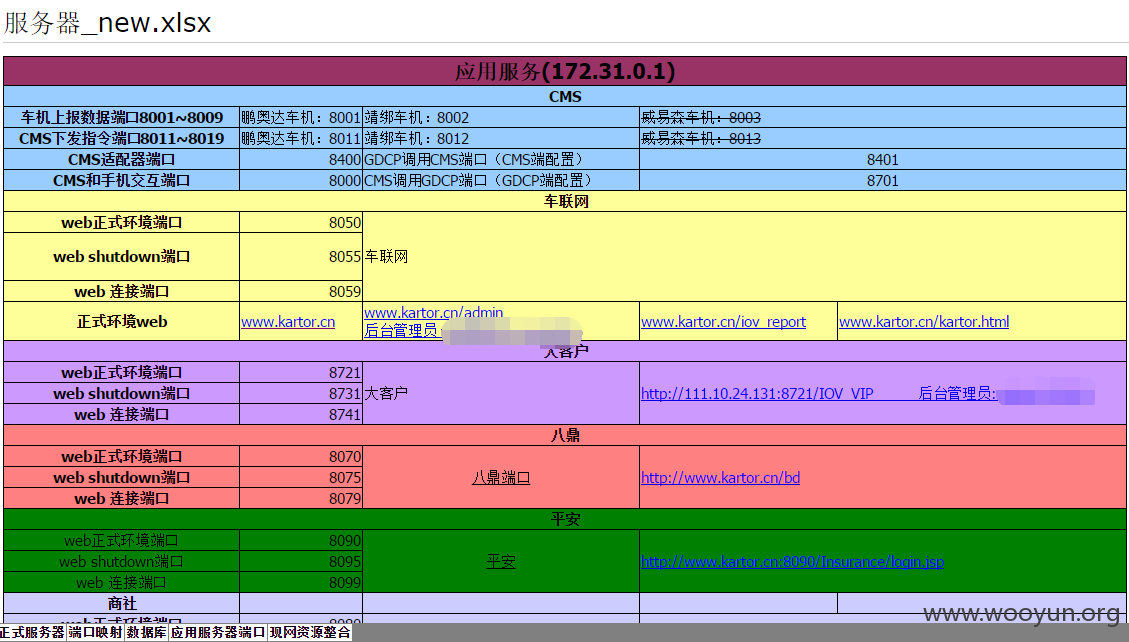 服务器_new.xlsx
应用服务(172.31.0.1)
CMS
车机上报数据端口8001~8009 鹏奥达车机：8001 靖绑车机：8002 威易森车机：8003
CMS下发指令端口8011~8019 鹏奥达车机：8011 靖绑车机：8012 威易森车机：8013
CMS适配器端口 8400 GDCP调用CMS端口（CMS端配置） 8401
CMS和手机交互端口 8000 CMS调用GDCP端口（GDCP端配置） 8701
车联网
web正式环境端口 8050
web shutdown端口 8055 车联网
web 连接端口 8059
正式环境web www.kartor.cn www.kartor.cn/admin www.kartor.cn/iov_report www.kartor.cn/kartor.html
后台管理员:
大客户
web正式环境端口 8721
web shutdown端口 8731 大客户 http://111.10.24.131:8721/IOV_VIP 后台管理员:
web 连接端口 8741
八鼎
web正式环境端口 8070
web shutdown端口 8075 八鼎端口 http://www.kartor.cn/bd
web 连接端口 8079
平安
web正式环境端口 8090
web shutdown端口 8095 平安 http://www.kartor.cn:8090/Insurance/login.jsp
web 连接端口 8099
商社
web正式环境端口 8080
正式服务器 端口映射 数据库 应用服务器端口 现网资源整合
www.wooyun.org